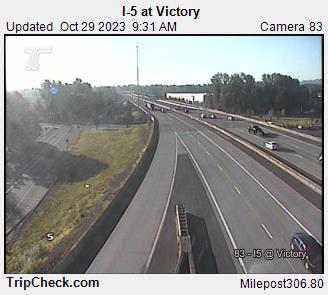 I-5 at Victory
Updated Oct 29 2023 9:31 AM Camera 83
T
83 - I5 @ Victory
TripCheck.com Milepost306.80